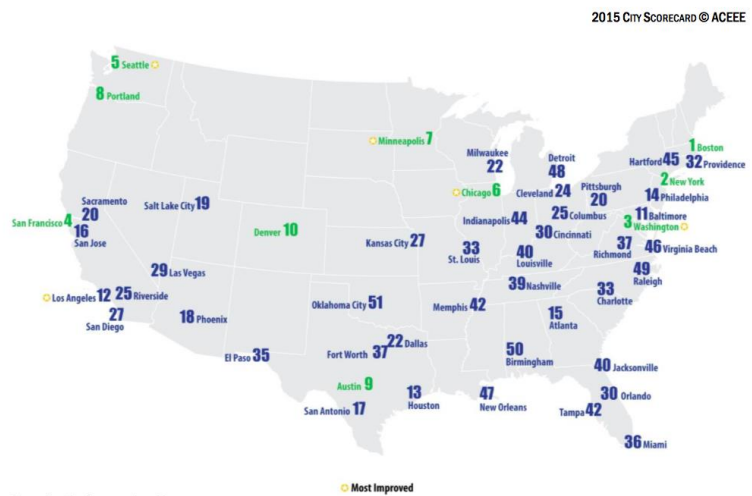 2015 CITY SCORECARD © ACEEE
5 Seattle
8 Portland
Minneapolis 7
1 Boston
Milwaukee
22
Detroit
48
Hartford 45
32 Providence
2 New York
Chicago 6
Cleveland 24
Pittsburgh
20
14 Philadelphia
Sacramento
20
Salt Lake City 19
San Francisco 4
16
San Jose
Denver 10
Indianapolis 44
25 Columbus
11 Baltimore
3
Washington
30 Cincinnati
Kansas City 27
33
St. Louis
40
Louisville
37
Richmond
46 Virginia Beach
29 Las Vegas
39 Nashville
49
Raleigh
Los Angeles 12
25 Riverside
27
San Diego
18 Phoenix
Oklahoma City 51
Memphis 42
33
Charlotte
15
Atlanta
El Paso 35
22 Dallas
Fort Worth 37
50
Birmingham
40 Jacksonville
Austin 9
13
Houston
47
New Orleans
30 Orlando
San Antonio 17
Tampa 42
36 Miami
Most Improved